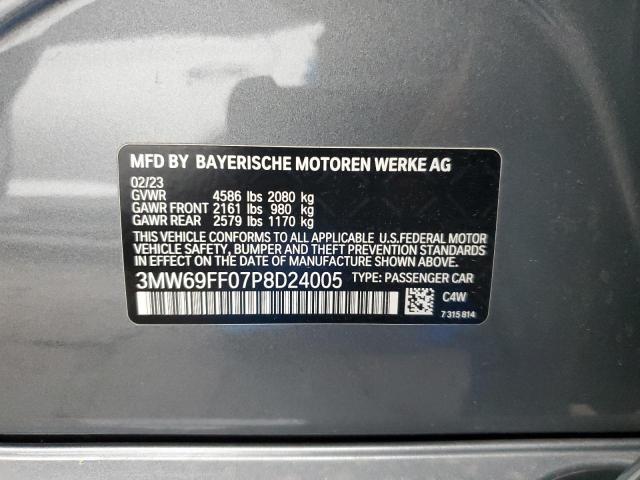 MFD BY BAYERISCHE MOTOREN WERKE AG
02/23
GVWR 4586 lbs 2080 kg
GAWR FRONT 2161 lbs 980 kg
GAWR REAR 2579 lbs 1170 kg
THIS VEHICLE CONFORMS TO ALL APPLICABLE U.S.FEDERAL MOTOR
VEHICLE SAFETY, BUMPER AND THEFT PREVENTION STANDARDS
IN EFFECT ON THE DATE OF MANUFACTURE SHOWN ABOVE.
3MW69FF07P8D24005 TYPE: PASSENGER CAR
C4W
7 315 814